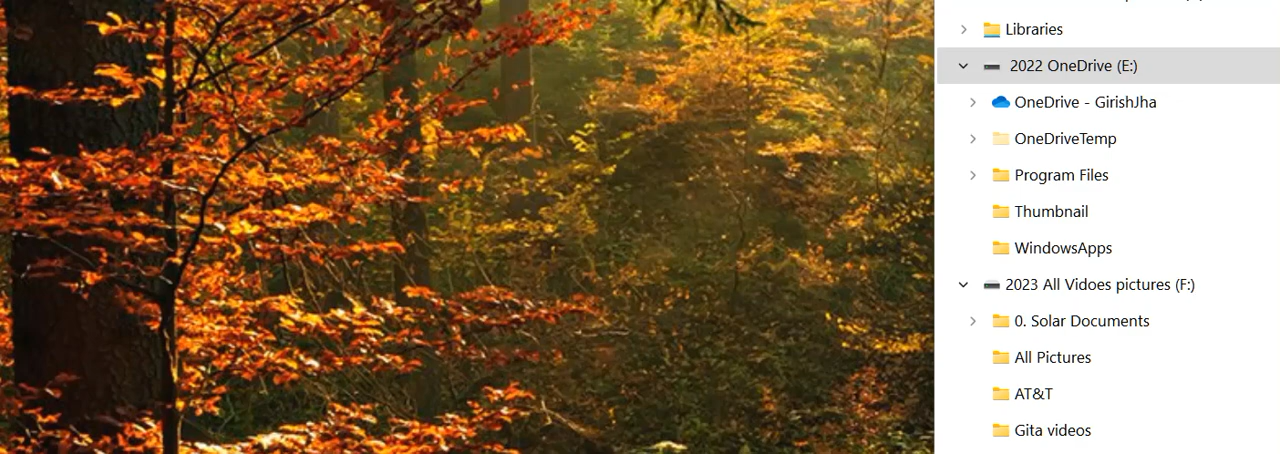 Libraries
2022 OneDrive (E:)
OneDrive - GirishJha
OneDriveTemp
Program Files
Thumbnail
WindowsApps
2023 All Vidoes pictures (F:)
0. Solar Documents
All Pictures
AT&T
Gita videos